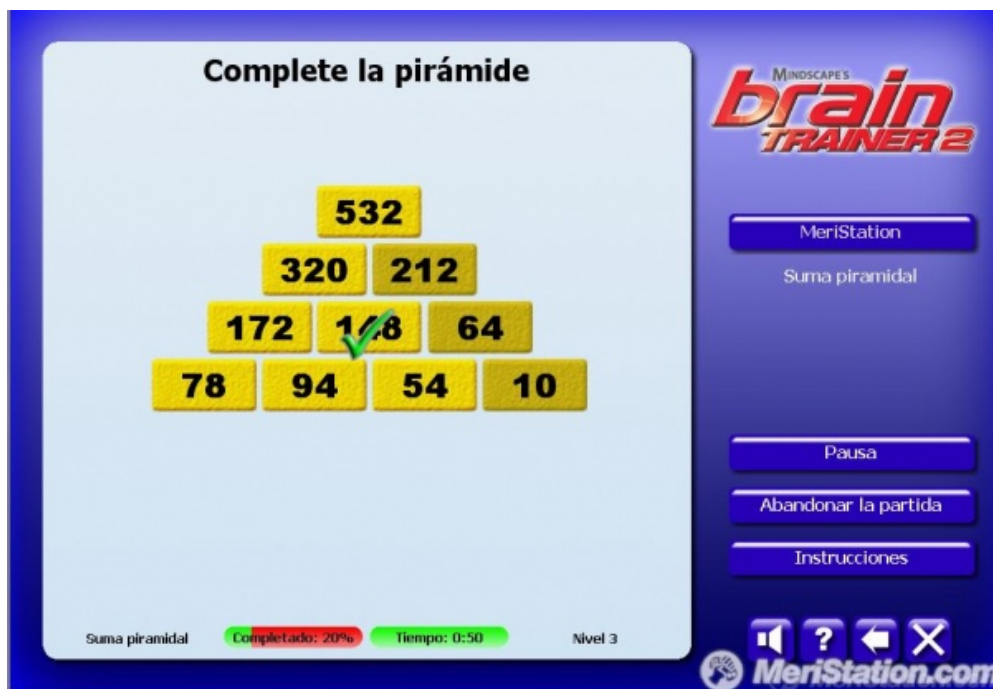 Complete la pirámide
MINDSCAPE'S
brain
TRAINER 2
532
320 212
172 148 64
78 94 54 10
MeriStation
Suma piramidal
Pausa
Abandonar la partida
Instrucciones
Suma piramidal Completado: 20% Tiempo: 0:50 Nivel 3
?
MeriStation.com